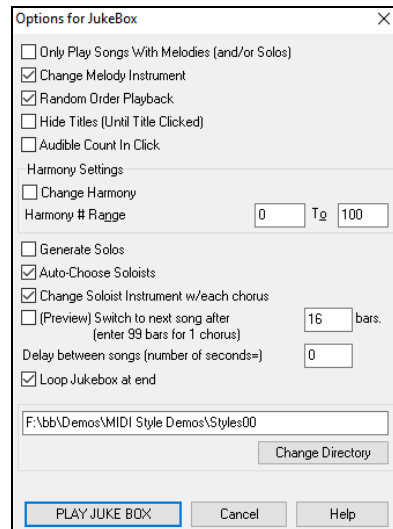 Options for JukeBox
Only Play Songs With Melodies (and/or Solos)
Change Melody Instrument
Random Order Playback
Hide Titles (Until Title Clicked)
Audible Count In Click
Harmony Settings
Change Harmony
Harmony # Range 0 To 100
Generate Solos
Auto-Choose Soloists
Change Soloist Instrument w/each chorus
(Preview) Switch to next song after 16 bars.
(enter 99 bars for 1 chorus)
Delay between songs (number of seconds=) 0
Loop Jukebox at end
F:\bb\Demos\MIDI Style Demos\Styles00
Change Directory
PLAY JUKE BOX Cancel Help